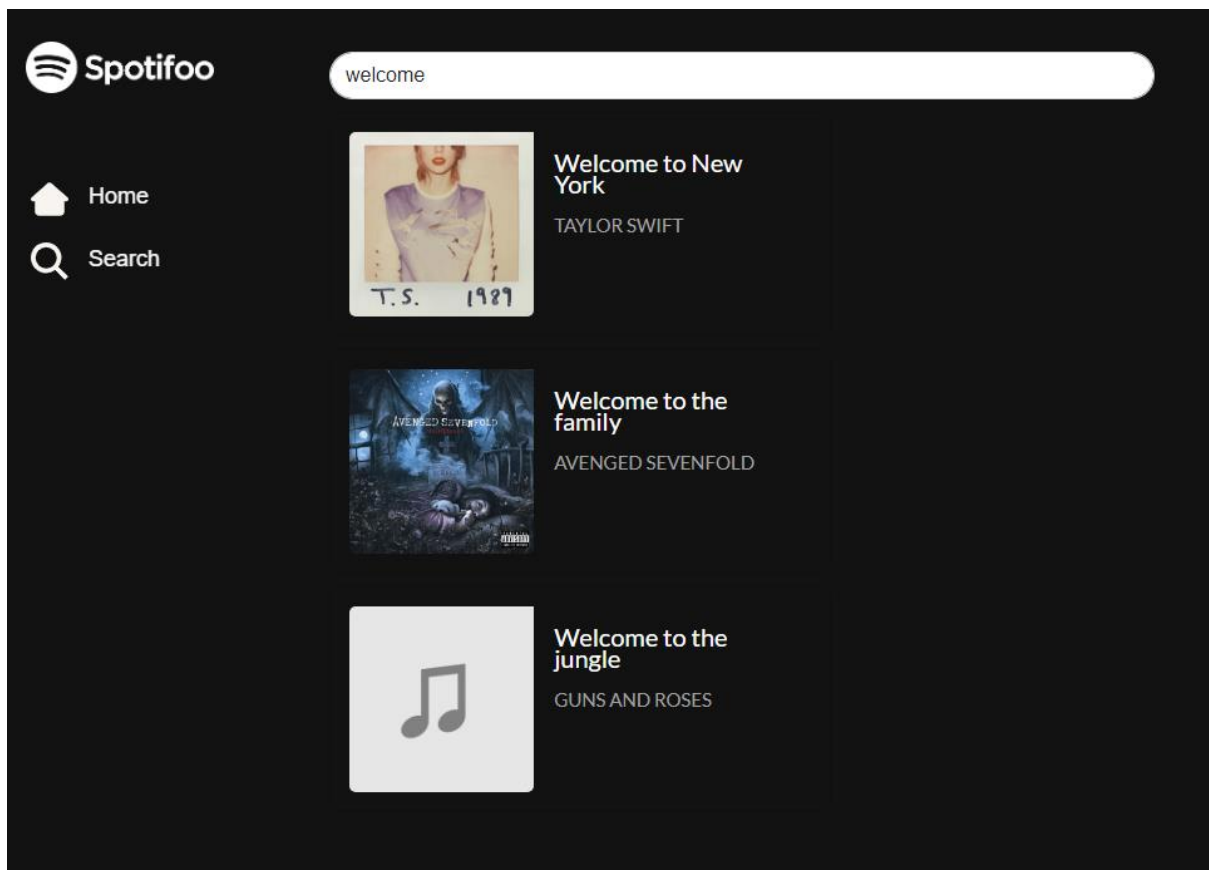 Spotifoo
welcome
Home
Search
Welcome to New
York
TAYLOR SWIFT
T.S. 1989
Welcome to the
family
AVENGED SEVENFOLD
AVENGED SEVENFOLD
Welcome to the
jungle
GUNS AND ROSES